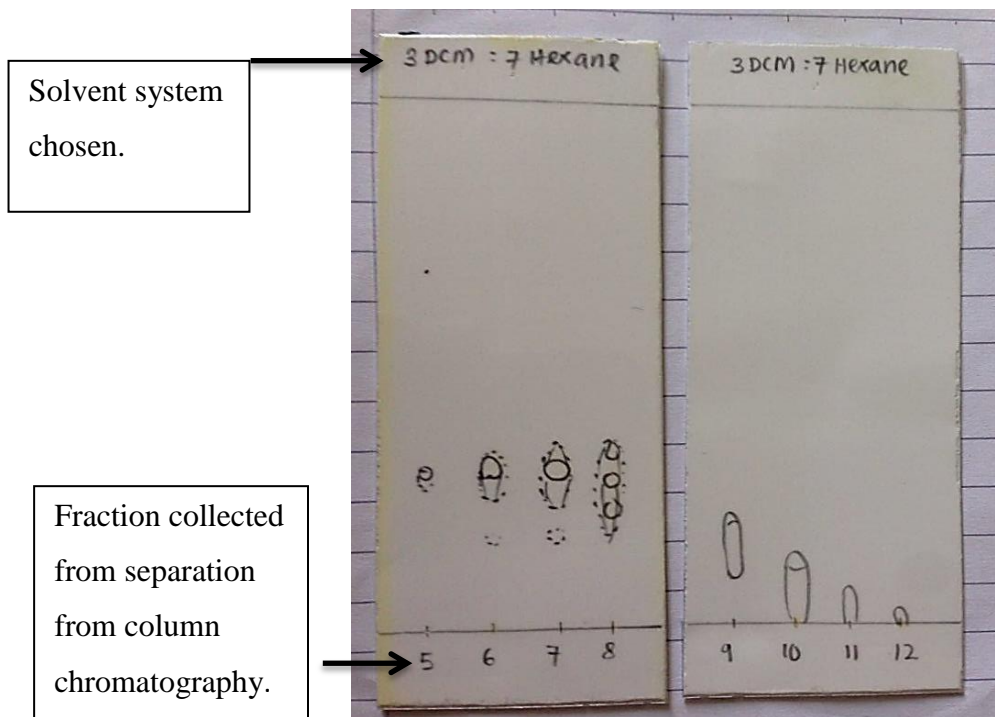 Solvent system
chosen.
3 DCM : 7 Hexane
3 DCM : 7 Hexane
Fraction collected
from separation
from column
chromatography.
5 6 7 8
9 10 11 12